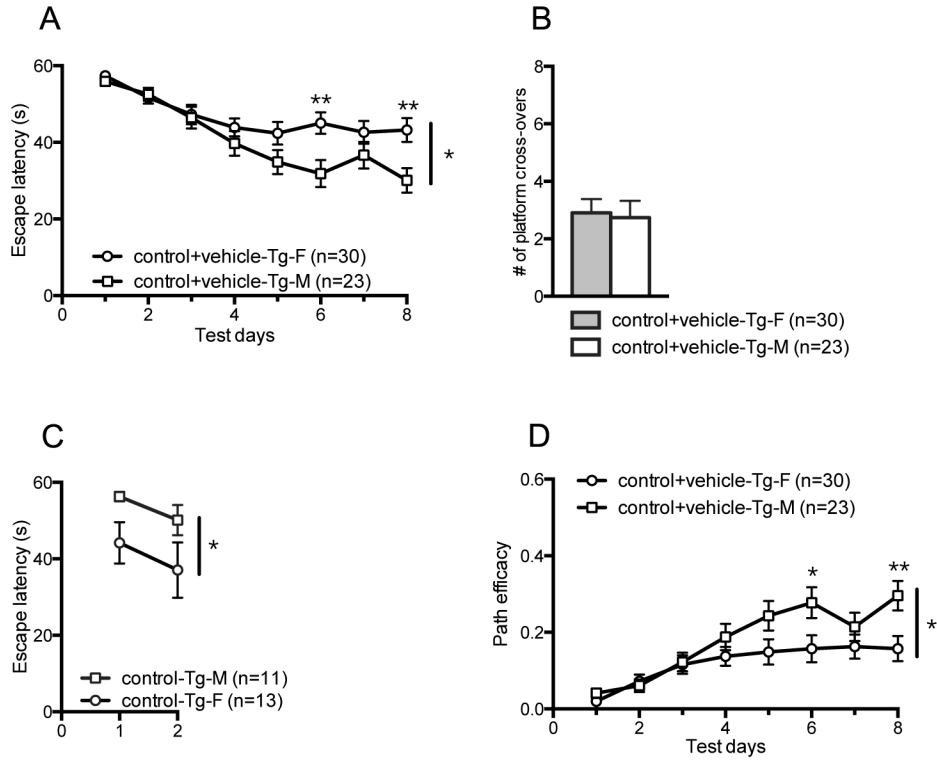 A
Escape latency (s)
60
40
20
0
**
**
*
control+vehicle-Tg-F (n=30)
control+vehicle-Tg-M (n=23)
0 2 4 6 8
Test days
B
# of platform cross-overs
8
6
4
2
0
control+vehicle-Tg-F (n=30)
control+vehicle-Tg-M (n=23)
C
Escape latency (s)
60
40
20
0
*
control-Tg-M (n=11)
control-Tg-F (n=13)
0 1 2
D
Path efficacy
0.6
0.4
0.2
0.0
control+vehicle-Tg-F (n=30)
control+vehicle-Tg-M (n=23)
*
**
*
0 2 4 6 8
Test days